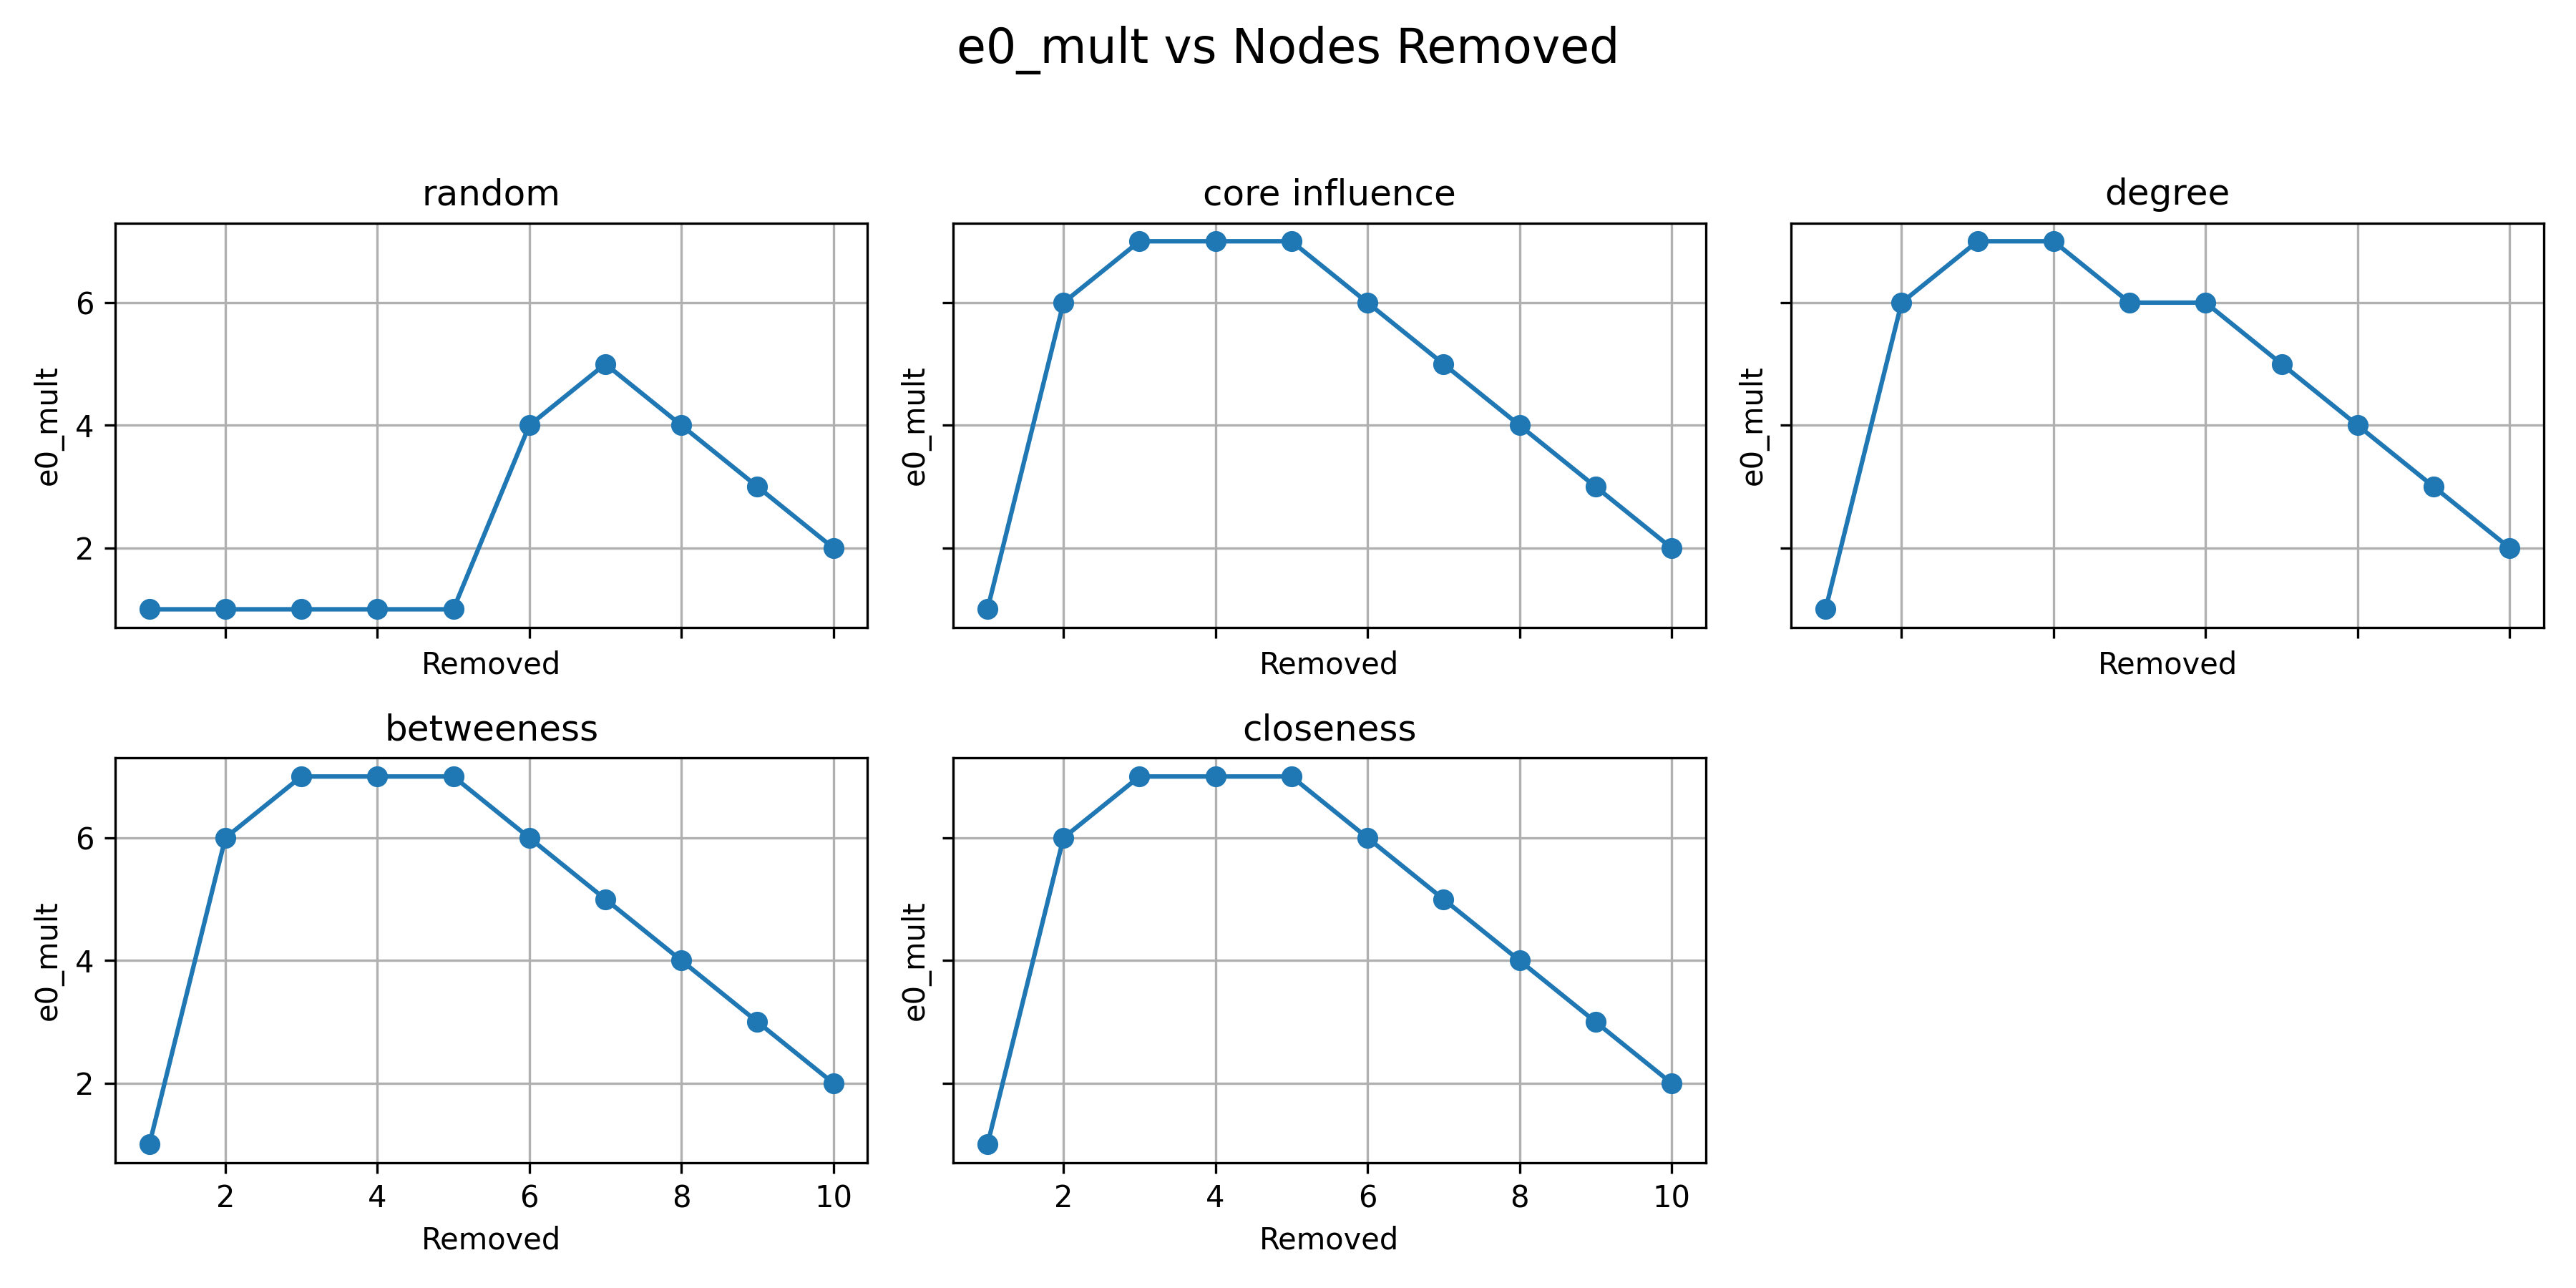 e0_mult vs Nodes Removed
random
core influence
degree
6
4
2
e0_mult
e0_mult
e0_mult
Removed
Removed
Removed
betweeness
closeness
6
4
2
e0_mult
e0_mult
2 4 6 8 10
2 4 6 8 10
Removed
Removed